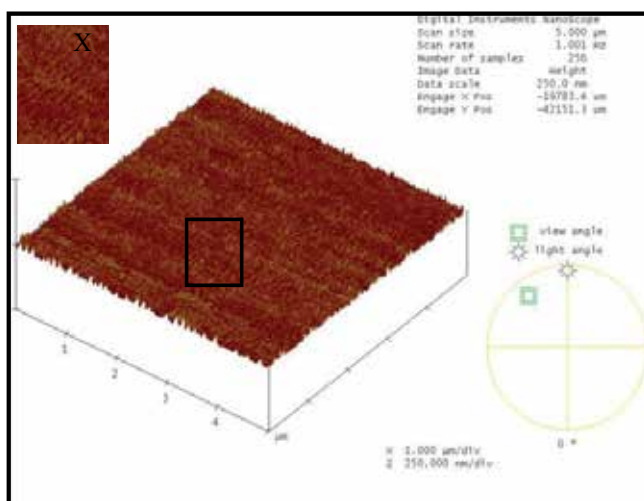 X
Digital Instruments NanoScope
Scan size 5.000 µm
Scan rate 1.001 Hz
Number of samples 256
Image Data Height
Data scale 250.0 nm
Engage X Pos -19783.4 um
Engage Y Pos -42151.3 um
view angle
light angle
1
2
3
4
µm
X 1.000 µm/div
Z 250.000 nm/div
0 °